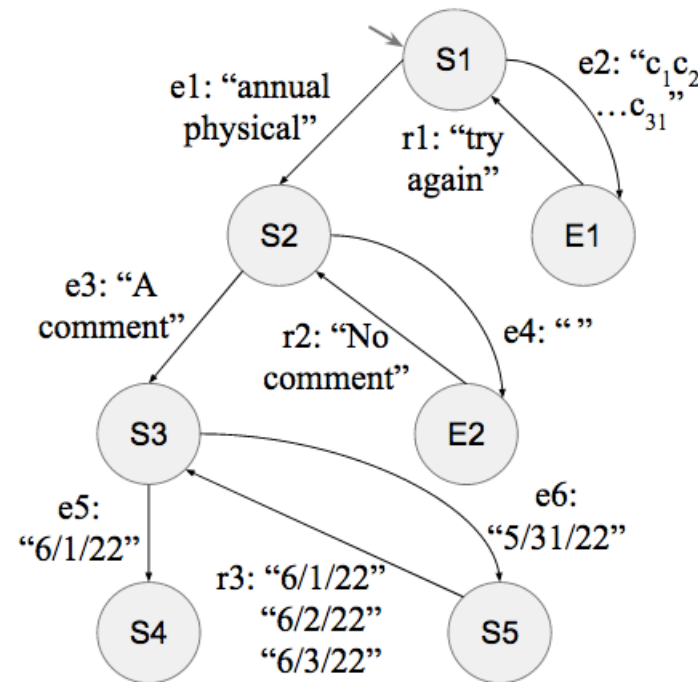 S1
e1: “annual
physical”
e2: “c₁c₂
…c₃₁”
r1: “try
again”
S2
E1
e3: “A
comment”
r2: “No
comment”
e4: “ ”
S3
E2
e5:
“6/1/22”
e6:
“5/31/22”
r3: “6/1/22”
“6/2/22”
“6/3/22”
S4
S5